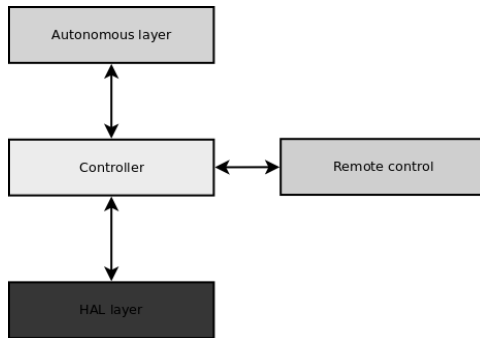 Autonomous layer
Controller
Remote control
HAL layer